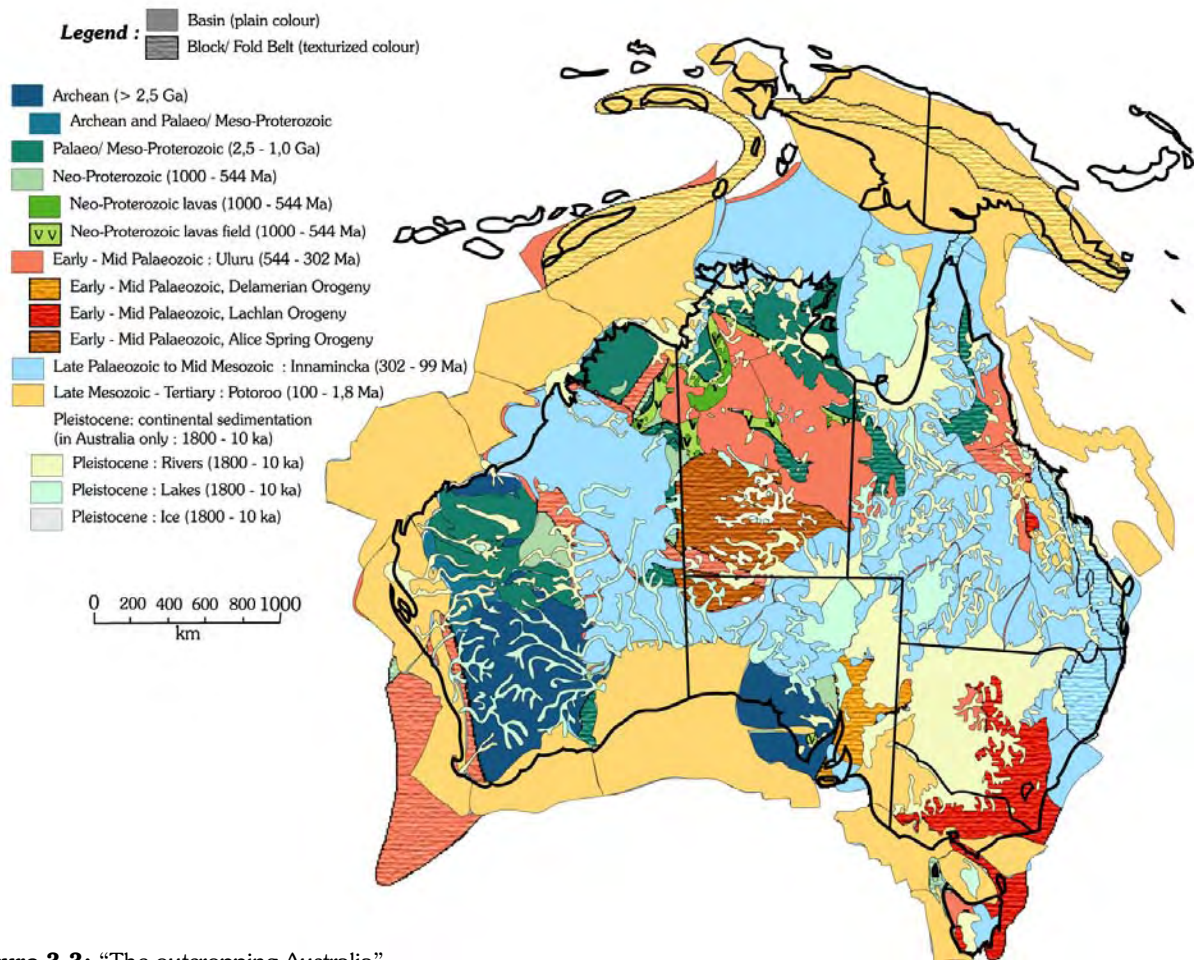 Legend :
Basin (plain colour)
Block/ Fold Belt (texturized colour)
Archean (> 2,5 Ga)
Archean and Palaeo/ Meso-Proterozoic
Palaeo/ Meso-Proterozoic (2,5 - 1,0 Ga)
Neo-Proterozoic (1000 - 544 Ma)
Neo-Proterozoic lavas (1000 - 544 Ma)
v v Neo-Proterozoic lavas field (1000 - 544 Ma)
Early - Mid Palaeozoic : Uluru (544 - 302 Ma)
Early - Mid Palaeozoic, Delamerian Orogeny
Early - Mid Palaeozoic, Lachlan Orogeny
Early - Mid Palaeozoic, Alice Spring Orogeny
Late Palaeozoic to Mid Mesozoic : Innamincka (302 - 99 Ma)
Late Mesozoic - Tertiary : Potoroo (100 - 1,8 Ma)
Pleistocene: continental sedimentation
(in Australia only : 1800 - 10 ka)
Pleistocene : Rivers (1800 - 10 ka)
Pleistocene : Lakes (1800 - 10 ka)
Pleistocene : Ice (1800 - 10 ka)
0 200 400 600 800 1000
km
"The outcropping Australia"